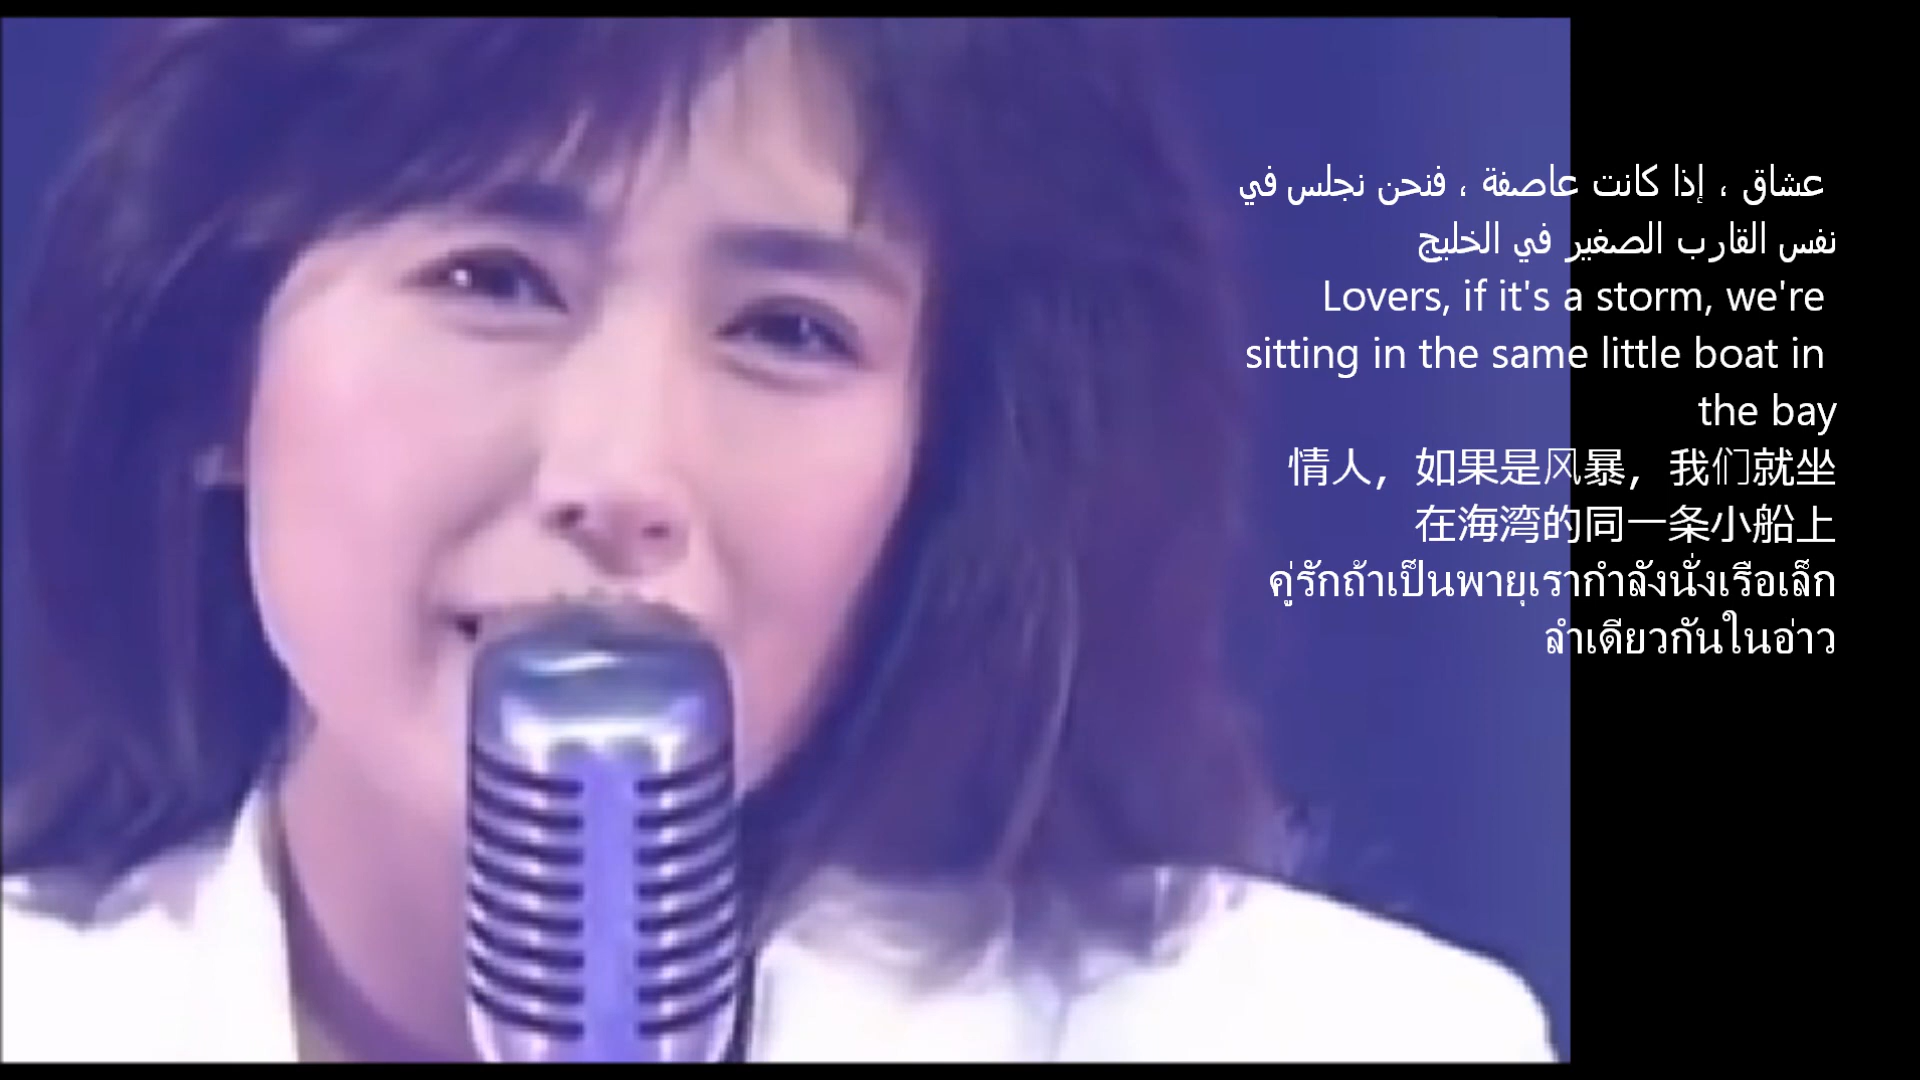 عشاق ، إذا كانت عاصفة ، فنحن نجلس في
نفس القارب الصغير في الخليج
Lovers, if it's a storm, we're
sitting in the same little boat in
the bay
情人，如果是风暴，我们就坐
在海湾的同一条小船上
คู่รักถ้าเป็นพายุเรากำลังนั่งเรือเล็ก
ลำเดียวกันในอ่าว